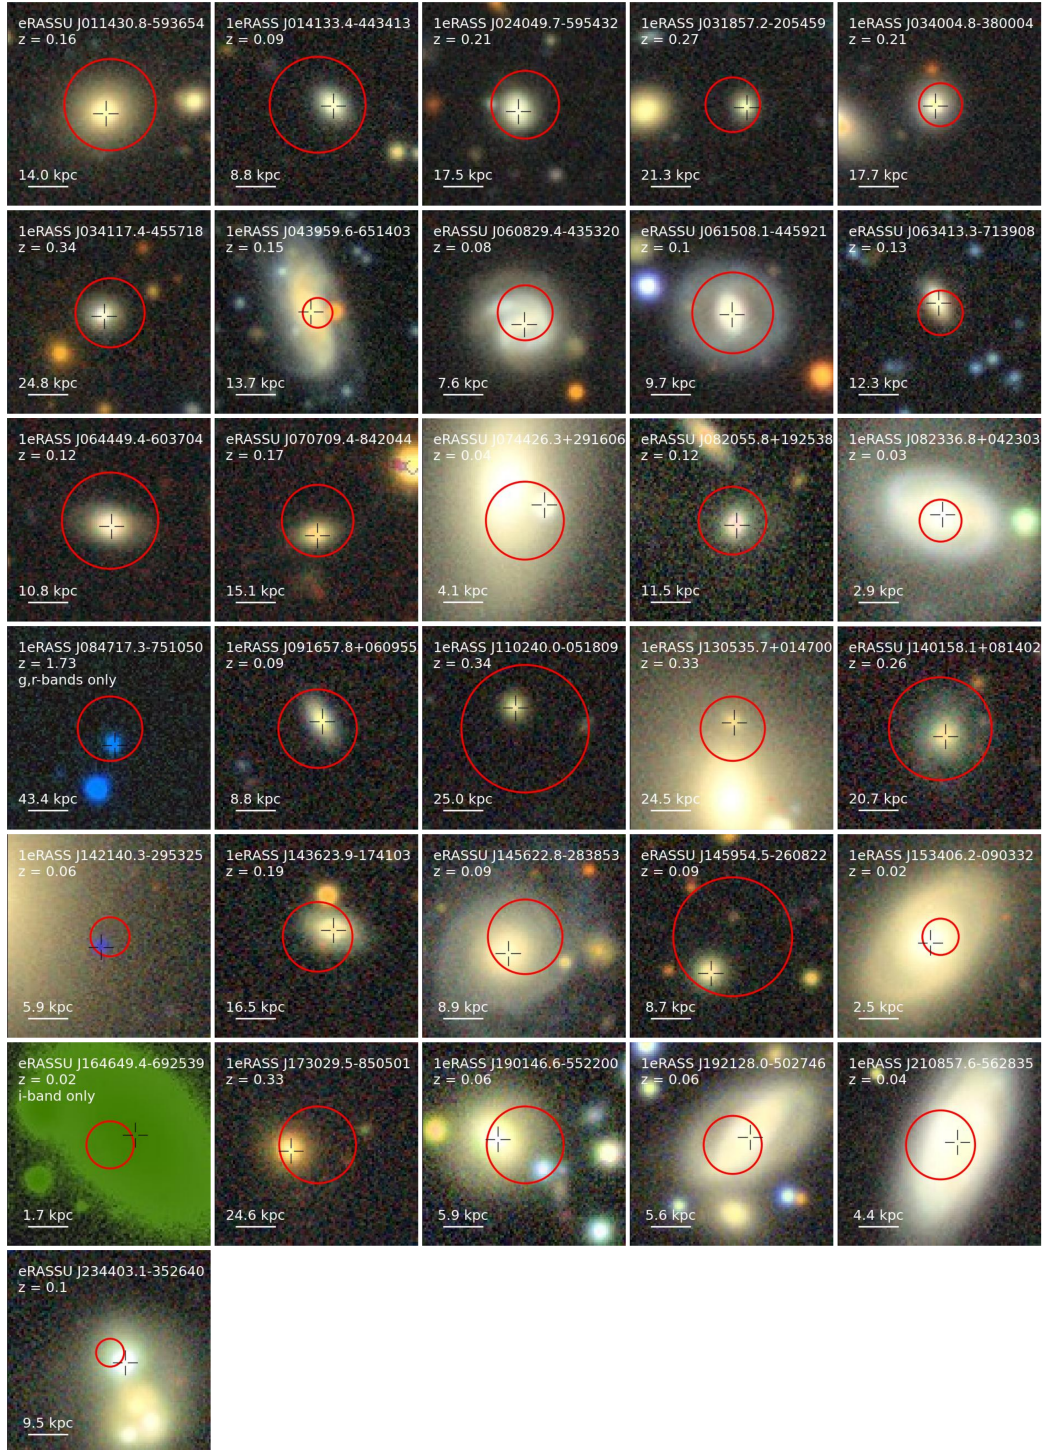 eRASSU J011430.8-593654
z = 0.16
14.0 kpc
1eRASS J014133.4-443413
z = 0.09
8.8 kpc
1eRASS J024049.7-595432
z = 0.21
17.5 kpc
1eRASS J031857.2-205459
z = 0.27
21.3 kpc
1eRASS J034004.8-380004
z = 0.21
17.7 kpc
1eRASS J034117.4-455718
z = 0.34
24.8 kpc
1eRASS J043959.6-651403
z = 0.15
13.7 kpc
eRASSU J060829.4-435320
z = 0.08
7.6 kpc
eRASSU J061508.1-445921
z = 0.1
9.7 kpc
eRASSU J063413.3-713908
z = 0.13
12.3 kpc
1eRASS J064449.4-603704
z = 0.12
10.8 kpc
eRASSU J070709.4-842044
z = 0.17
15.1 kpc
eRASSU J074426.3+291606
z = 0.04
4.1 kpc
eRASSU J082055.8+192538
z = 0.12
11.5 kpc
1eRASS J082336.8+042303
z = 0.03
2.9 kpc
1eRASS J084717.3-751050
z = 1.73
g,r-bands only
43.4 kpc
1eRASS J091657.8+060955
z = 0.09
8.8 kpc
1eRASS J110240.0-051809
z = 0.34
25.0 kpc
1eRASS J130535.7+014700
z = 0.33
24.5 kpc
eRASSU J140158.1+081402
z = 0.26
20.7 kpc
1eRASS J142140.3-295325
z = 0.06
5.9 kpc
1eRASS J143623.9-174103
z = 0.19
16.5 kpc
eRASSU J145622.8-283853
z = 0.09
8.9 kpc
eRASSU J145954.5-260822
z = 0.09
8.7 kpc
1eRASS J153406.2-090332
z = 0.02
2.5 kpc
eRASSU J164649.4-692539
z = 0.02
i-band only
1.7 kpc
1eRASS J173029.5-850501
z = 0.33
24.6 kpc
1eRASS J190146.6-552200
z = 0.06
5.9 kpc
1eRASS J192128.0-502746
z = 0.06
5.6 kpc
1eRASS J210857.6-562835
z = 0.04
4.4 kpc
eRASSU J234403.1-352640
z = 0.1
9.5 kpc